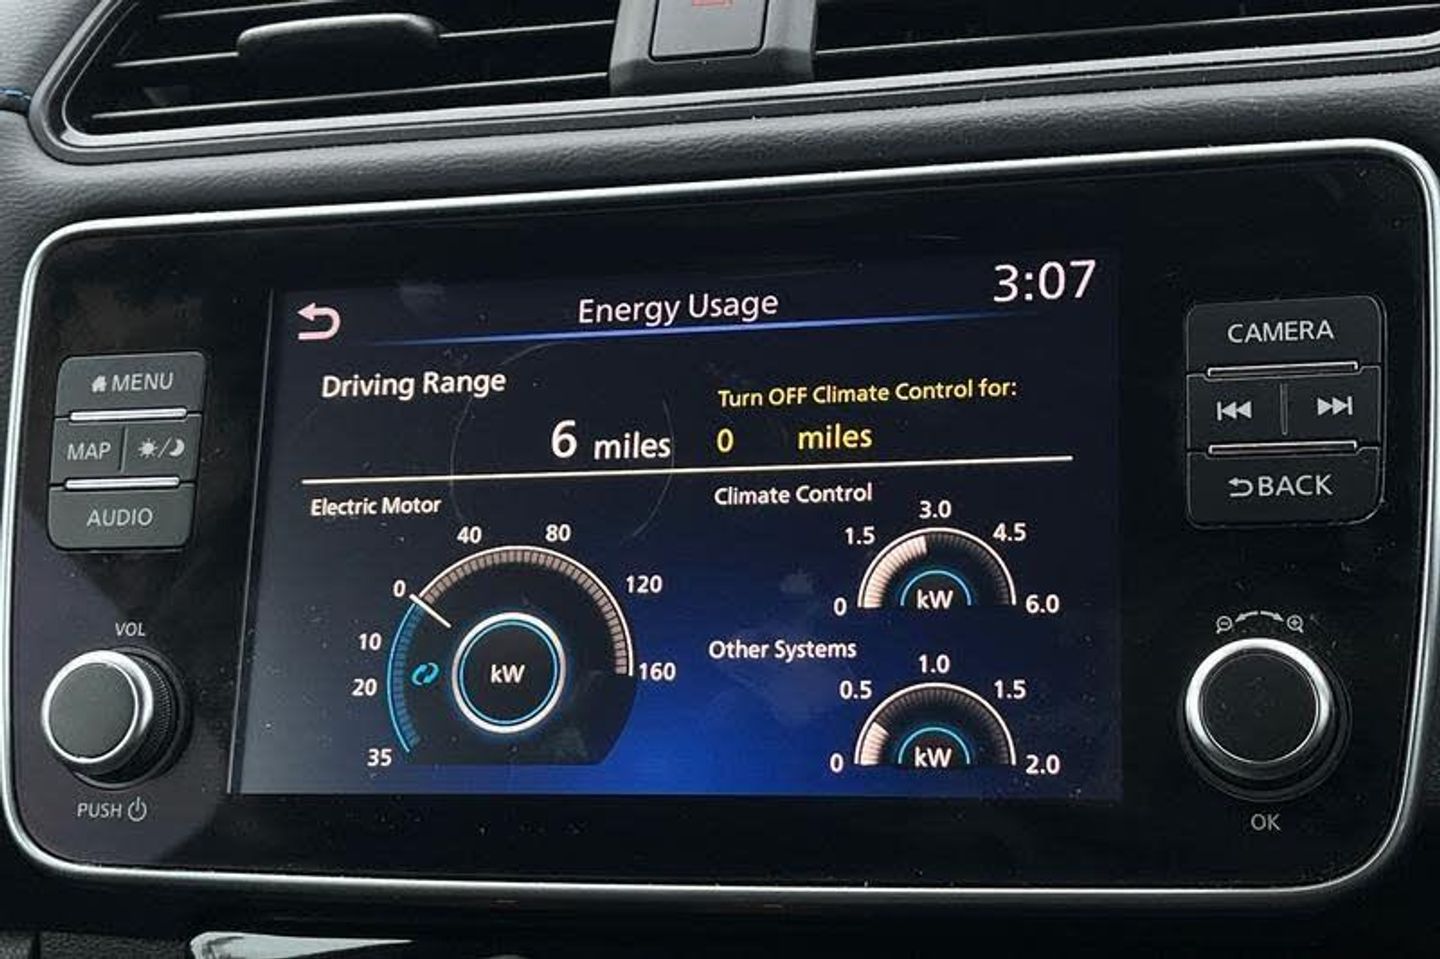 3:07
Energy Usage
CAMERA
MENU
Driving Range
Turn OFF Climate Control for:
6 miles
0 miles
MAP
BACK
AUDIO
Electric Motor
Climate Control
0
10
20
35
40
80
120
160
kW
0
1.5
3.0
4.5
6.0
kW
Other Systems
0
0.5
1.0
1.5
2.0
kW
VOL
PUSH
OK